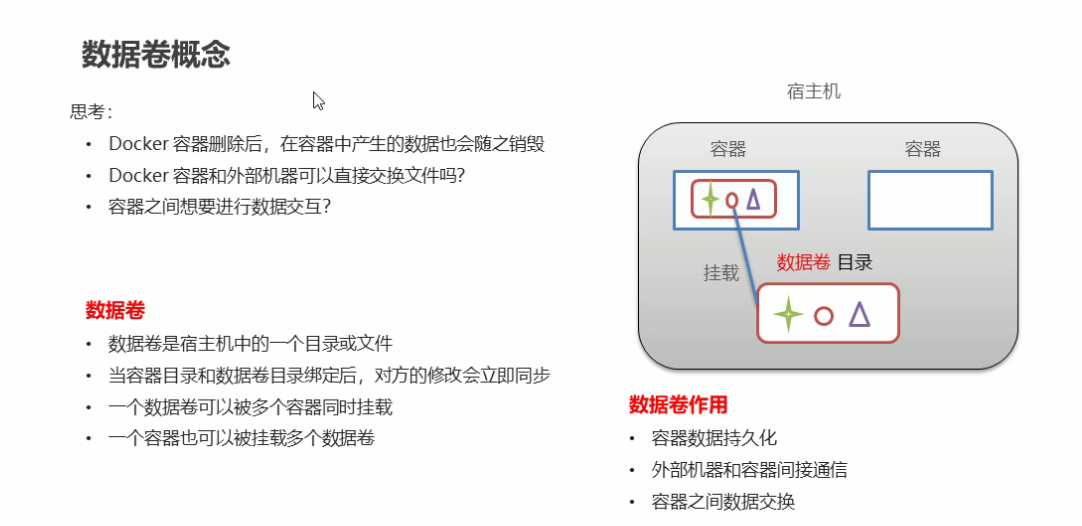 数据卷概念
思考：
• Docker 容器删除后，在容器中产生的数据也会随之销毁
• Docker 容器和外部机器可以直接交换文件吗？
• 容器之间想要进行数据交互？
数据卷
• 数据卷是宿主机中的一个目录或文件
• 当容器目录和数据卷目录绑定后，对方的修改会立即同步
• 一个数据卷可以被多个容器同时挂载
• 一个容器也可以被挂载多个数据卷
宿主机
容器
容器
挂载
数据卷 目录
数据卷作用
• 容器数据持久化
• 外部机器和容器间接通信
• 容器之间数据交换